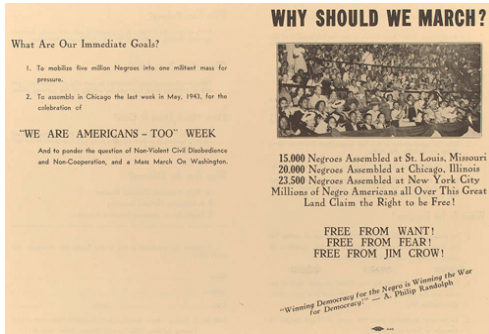 What Are Our Immediate Goals?
1. To mobilize five million Negroes into one militant mass for
pressure.
2. To assemble in Chicago the last week in May, 1943, for the
celebration of
"WE ARE AMERICANS – TOO" WEEK
And to ponder the question of Non-Violent Civil Disobedience
and Non-Cooperation, and a Mass March On Washington.
WHY SHOULD WE MARCH?
15.000 Negroes Assembled at St. Louis, Missouri
20.000 Negroes Assembled at Chicago, Illinois
23.500 Negroes Assembled at New York City
Millions of Negro Americans all Over This Great
Land Claim the Right to be Free!
FREE FROM WANT!
FREE FROM FEAR!
FREE FROM JIM CROW!
"Winning Democracy for the Negro is Winning the War
for Democracy!" — A. Philip Randolph